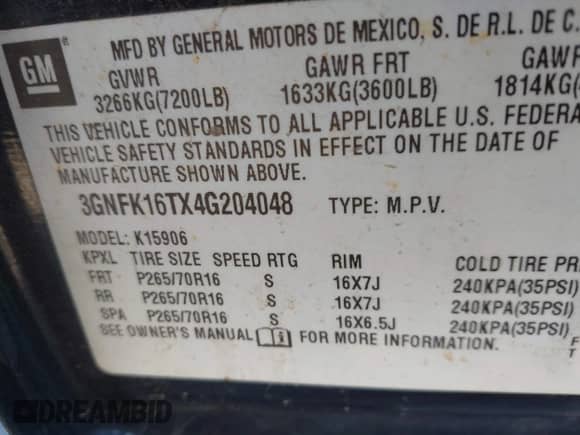 GM
MFD BY GENERAL MOTORS DE MEXICO, S. DE R.L. DE C.
GVWR GAWR FRT GAWR
3266KG(7200LB) 1633KG(3600LB) 1814KG(
THIS VEHICLE CONFORMS TO ALL APPLICABLE U.S. FEDERA
VEHICLE SAFETY STANDARDS IN EFFECT ON THE DATE OF
MANUFACTURE SHOWN ABOVE.
3GNFK16TX4G204048 TYPE: M.P.V.
MODEL: K15906
KPXL TIRE SIZE SPEED RTG RIM COLD TIRE PR
FRT P265/70R16 S 16X7J 240KPA(35PSI)
RR P265/70R16 S 16X7J 240KPA(35PSI)
SPA P265/70R16 S 16X6.5J 240KPA(35PSI)
SEE OWNER'S MANUAL FOR MORE INFORMATION.
F
T
DREAMBID